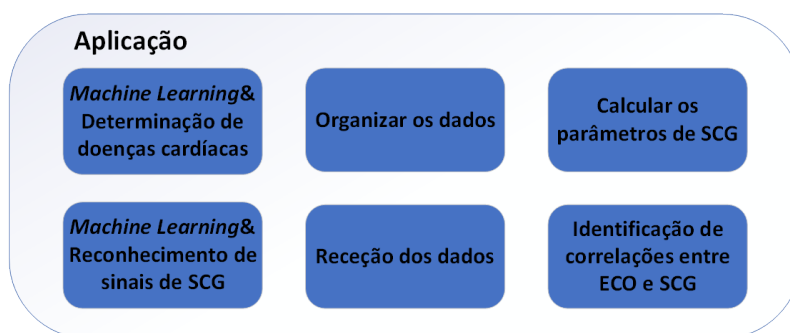 Aplicação
Machine Learning&
Determinação de
doenças cardíacas
Organizar os dados
Calcular os
parâmetros de SCG
Machine Learning&
Reconhecimento de
sinais de SCG
Receção dos dados
Identificação de
correlações entre
ECO e SCG